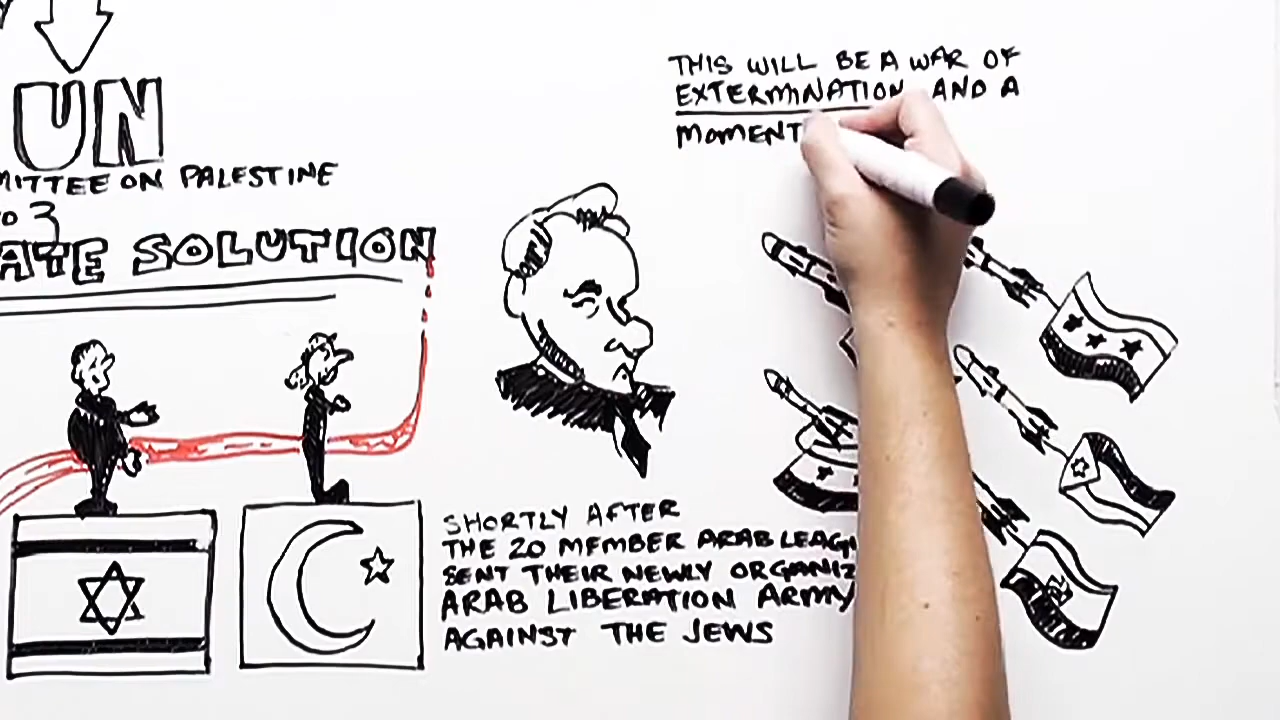 UN
MITTEE ON PALESTINE
3
ATE SOLUTION
THIS WILL BE A WAR OF
EXTERMINATION AND A
MOMENT
SHORTLY AFTER
THE 20 MEMBER ARAB LEAGU
SENT THEIR NEWLY ORGANIZ
ARAB LIBERATION ARMY
AGAINST THE JEWS